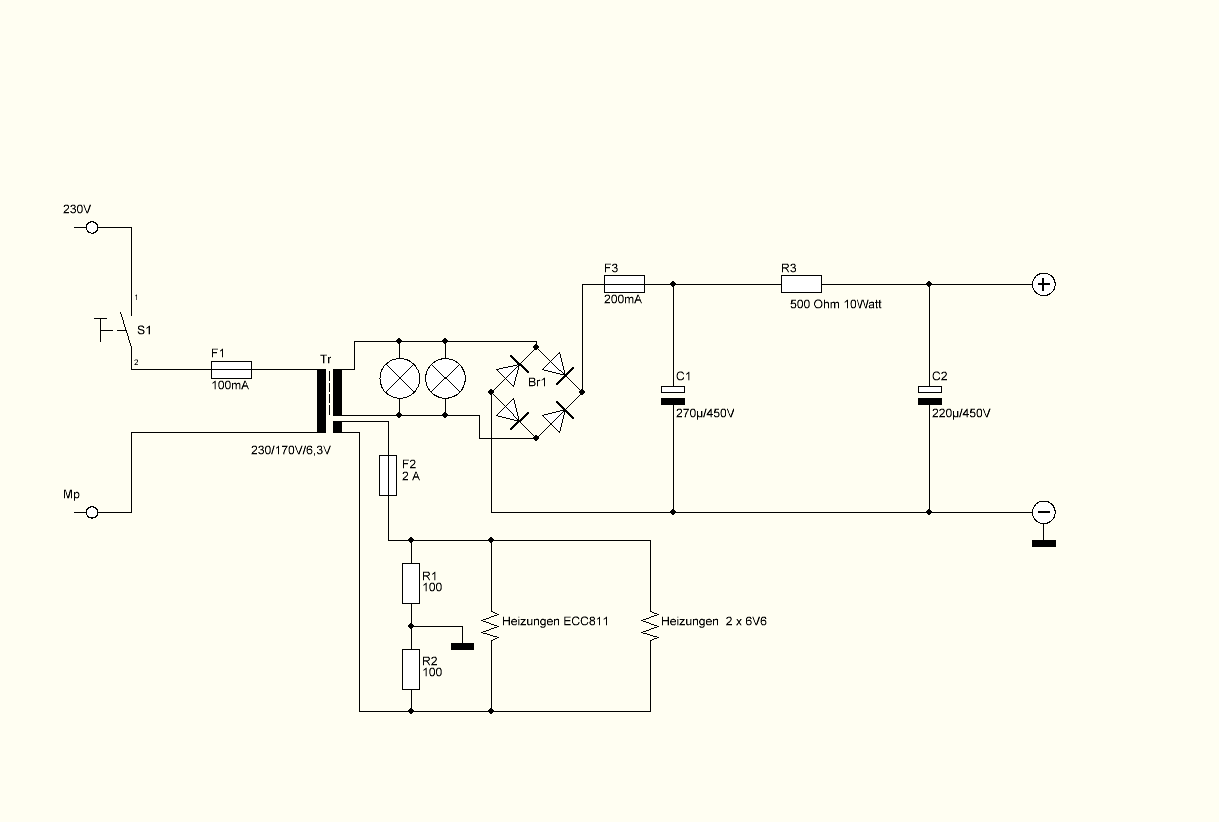 230V
1
S1
2
F1
100mA
Tr
230/170V/6,3V
Mp
Br1
F3
200mA
R3
500 Ohm 10Watt
C1
270µ/450V
C2
220µ/450V
F2
2 A
R1
100
R2
100
Heizungen ECC811
Heizungen 2 x 6V6